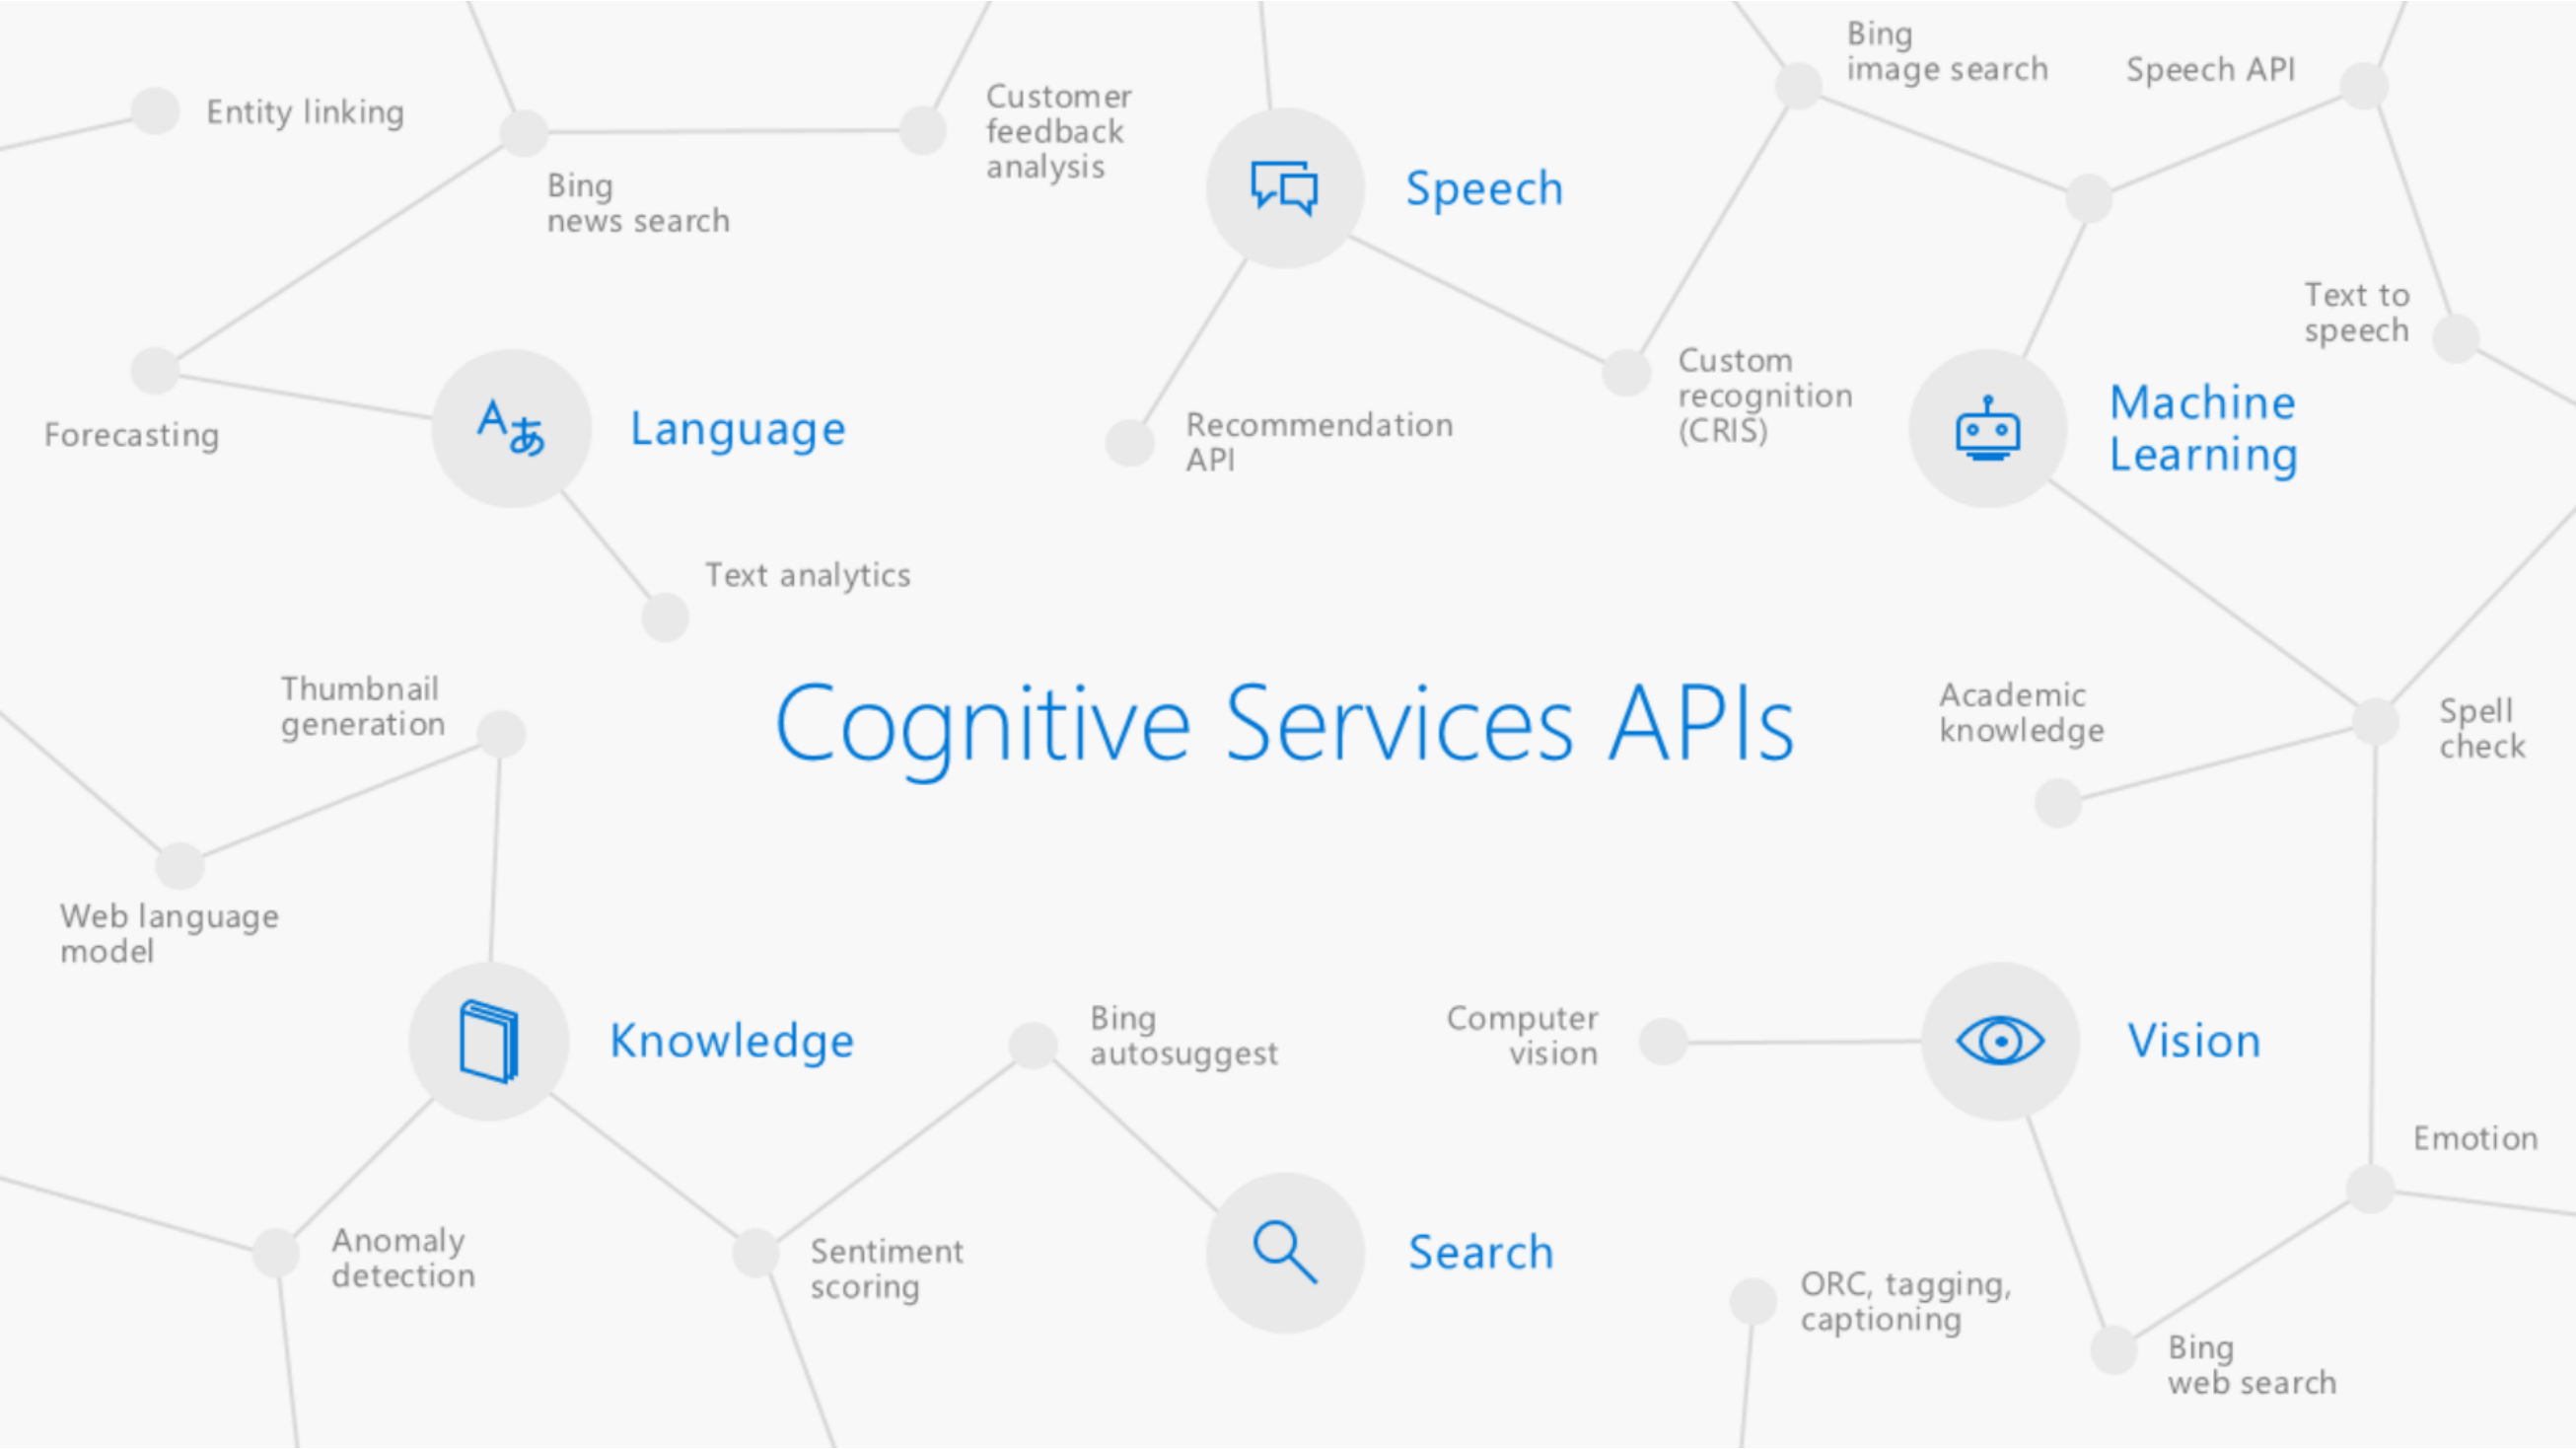 Bing
image search
Speech API
Entity linking
Customer
feedback
analysis
Bing
news search
Speech
Text to
speech
Custom
recognition
(CRIS)
Machine
Learning
Forecasting
Aあ
Language
Recommendation
API
Text analytics
Thumbnail
generation
Cognitive Services APIs
Academic
knowledge
Spell
check
Web language
model
Knowledge
Bing
autosuggest
Computer
vision
Vision
Emotion
Anomaly
detection
Sentiment
scoring
Search
ORC, tagging,
captioning
Bing
web search